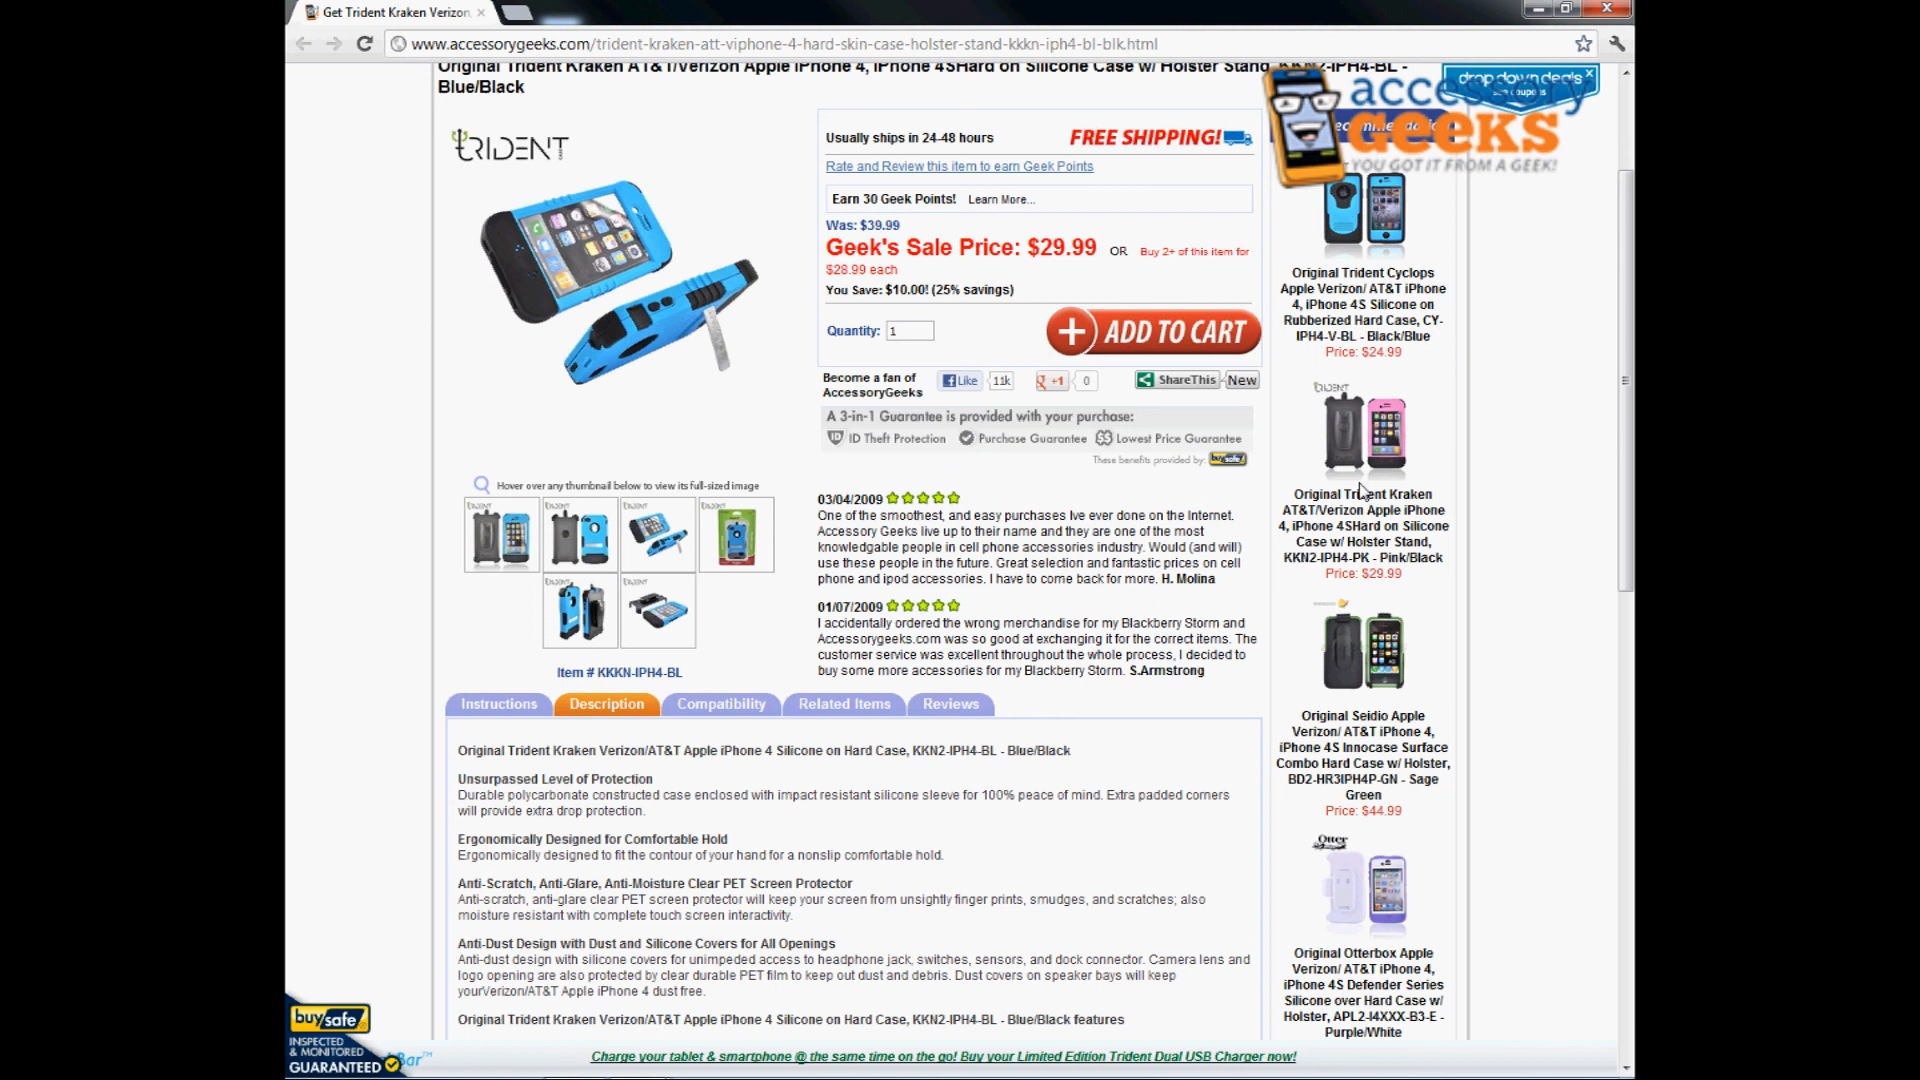 Get Trident Kraken Verizon
www.accessorygeeks.com/trident-kraken-att-viphone-4-hard-skin-case-holster-stand-kkkn-iph4-bl-blk.html
Original Trident Kraken AT&T/Verizon Apple iPhone 4, iPhone 4SHard on Silicone Case w/ Holster Stand, KKN2-IPH4-BL -
Blue/Black
drop down deals
see coupons
accessory
GEEKS
YOU GOT IT FROM A GEEK!
TRIDENT
Usually ships in 24-48 hours
FREE SHIPPING!
Rate and Review this item to earn Geek Points
Earn 30 Geek Points! Learn More...
Was: $39.99
Geek's Sale Price: $29.99 OR Buy 2+ of this item for
$28.99 each
You Save: $10.00! (25% savings)
Quantity: 1
ADD TO CART
Become a fan of
AccessoryGeeks
Like 11k
+1 0
ShareThis New
A 3-in-1 Guarantee is provided with your purchase:
ID Theft Protection Purchase Guarantee Lowest Price Guarantee
These benefits provided by: buySafe
Hover over any thumbnail below to view its full-sized image
TRIDENT TRIDENT TRIDENT TRIDENT
TRIDENT TRIDENT
Item # KKKN-IPH4-BL
03/04/2009
One of the smoothest, and easy purchases Ive ever done on the Internet.
Accessory Geeks live up to their name and they are one of the most
knowledgable people in cell phone accessories industry. Would (and will)
use these people in the future. Great selection and fantastic prices on cell
phone and ipod accessories. I have to come back for more. H. Molina
01/07/2009
I accidentally ordered the wrong merchandise for my Blackberry Storm and
Accessorygeeks.com was so good at exchanging it for the correct items. The
customer service was excellent throughout the whole process, I decided to
buy some more accessories for my Blackberry Storm. S.Armstrong
Instructions Description Compatibility Related Items Reviews
Original Trident Kraken Verizon/AT&T Apple iPhone 4 Silicone on Hard Case, KKN2-IPH4-BL - Blue/Black
Unsurpassed Level of Protection
Durable polycarbonate constructed case enclosed with impact resistant silicone sleeve for 100% peace of mind. Extra padded corners
will provide extra drop protection.
Ergonomically Designed for Comfortable Hold
Ergonomically designed to fit the contour of your hand for a nonslip comfortable hold.
Anti-Scratch, Anti-Glare, Anti-Moisture Clear PET Screen Protector
Anti-scratch, anti-glare clear PET screen protector will keep your screen from unsightly finger prints, smudges, and scratches; also
moisture resistant with complete touch screen interactivity.
Anti-Dust Design with Dust and Silicone Covers for All Openings
Anti-dust design with silicone covers for unimpeded access to headphone jack, switches, sensors, and dock connector. Camera lens and
logo opening are also protected by clear durable PET film to keep out dust and debris. Dust covers on speaker bays will keep
yourVerizon/AT&T Apple iPhone 4 dust free.
Original Trident Kraken Verizon/AT&T Apple iPhone 4 Silicone on Hard Case, KKN2-IPH4-BL - Blue/Black features
Original Trident Cyclops
Apple Verizon/ AT&T iPhone
4, iPhone 4S Silicone on
Rubberized Hard Case, CY-
IPH4-V-BL - Black/Blue
Price: $24.99
TRIDENT
Original Trident Kraken
AT&T/Verizon Apple iPhone
4, iPhone 4SHard on Silicone
Case w/ Holster Stand,
KKN2-IPH4-PK - Pink/Black
Price: $29.99
Original Seidio Apple
Verizon/ AT&T iPhone 4,
iPhone 4S Innocase Surface
Combo Hard Case w/ Holster,
BD2-HR3IPH4P-GN - Sage
Green
Price: $44.99
Otter
Original Otterbox Apple
Verizon/ AT&T iPhone 4,
iPhone 4S Defender Series
Silicone over Hard Case w/
Holster, APL2-I4XXX-B3-E -
Purple/White
buySafe
INSPECTED
& MONITORED
GUARANTEED
Bar™
Charge your tablet & smartphone @ the same time on the go! Buy your Limited Edition Trident Dual USB Charger now!